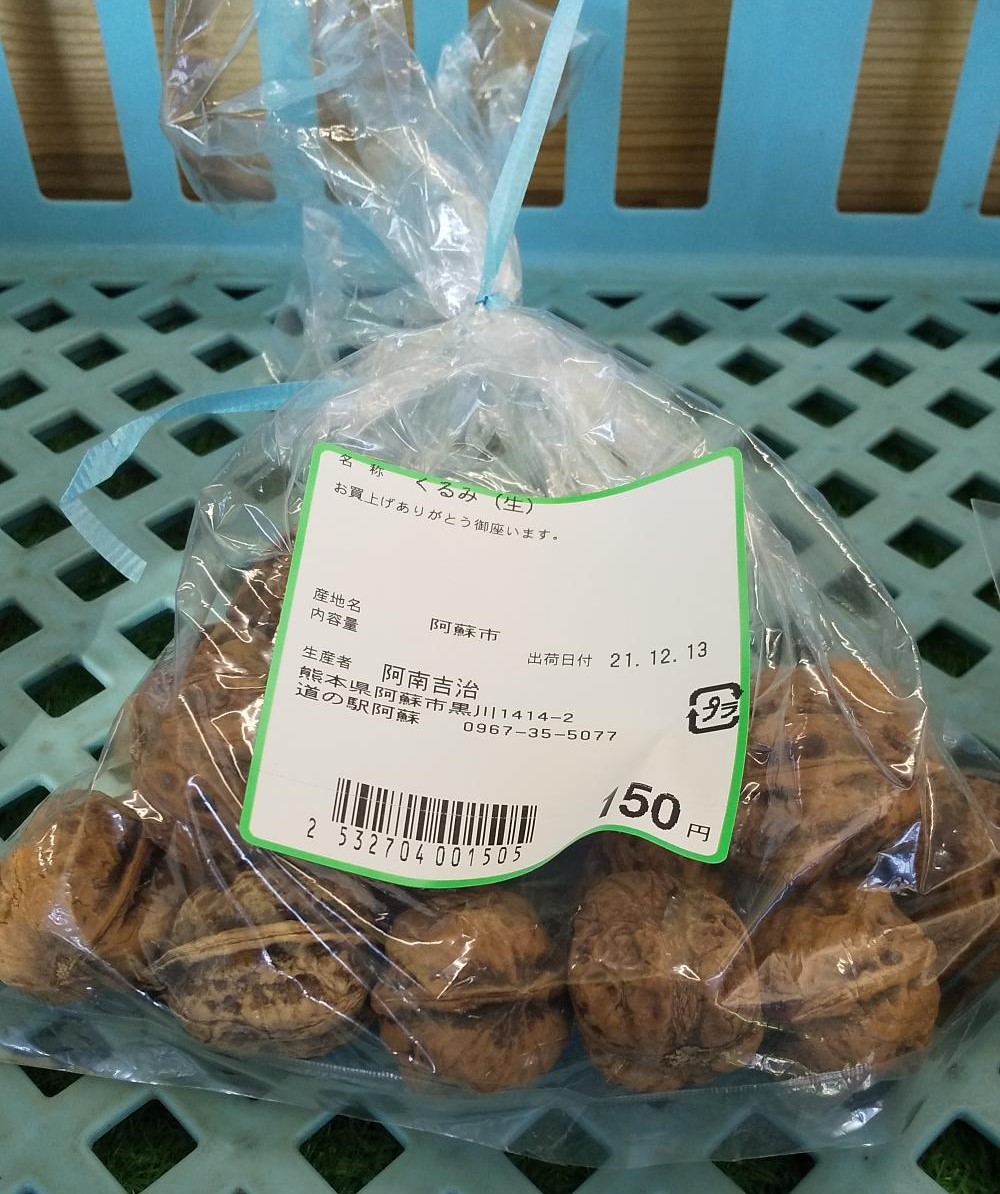 名 称 くるみ (生)
お買上げありがとう御座います。
産地名 阿蘇市
内容量
出荷日付 21.12.13
生産者 阿南吉治
熊本県阿蘇市黒川1414-2
道の駅阿蘇 0967-35-5077
プラ
150円
2 532704 001505